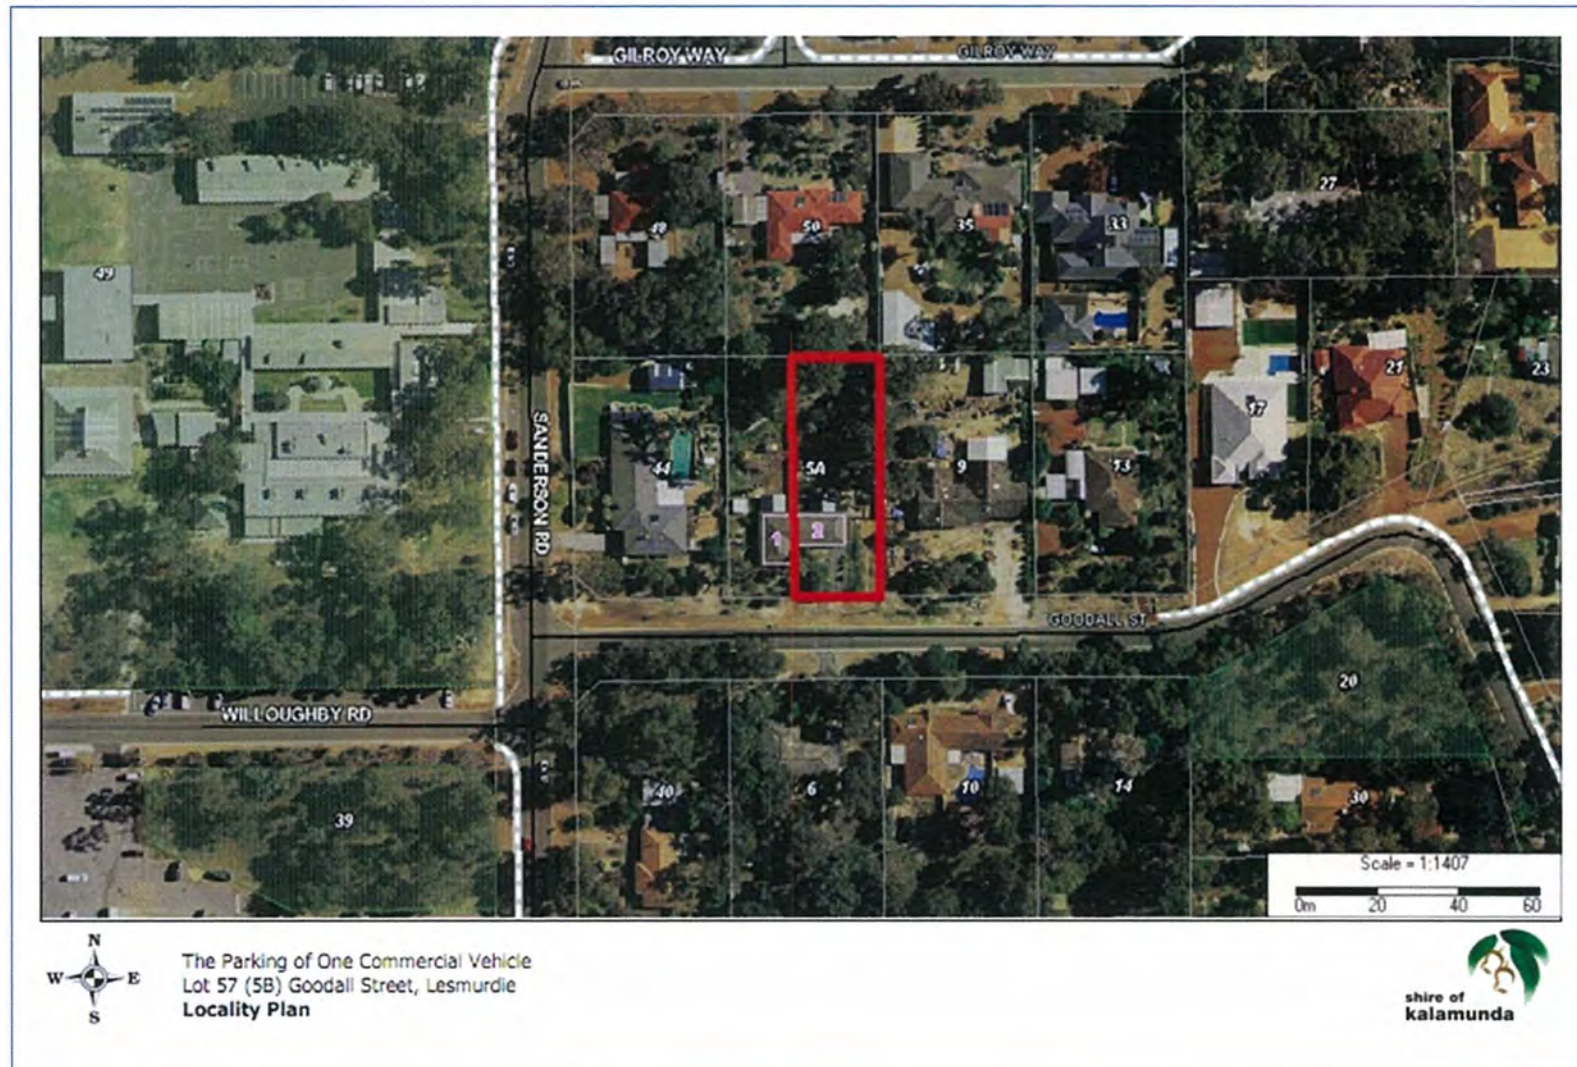 GILROY WAY
GILROY WAY
27
48
50
35
33
49
SANDERSON RD
44
5A
9
13
17
21
23
1
2
GOODALL ST
WILLOUGHBY RD
20
39
40
6
10
14
30
Scale = 1:1407
0m 20 40 60
N
W E
S
The Parking of One Commercial Vehicle
Lot 57 (5B) Goodall Street, Lesmurdie
Locality Plan
shire of
kalamunda